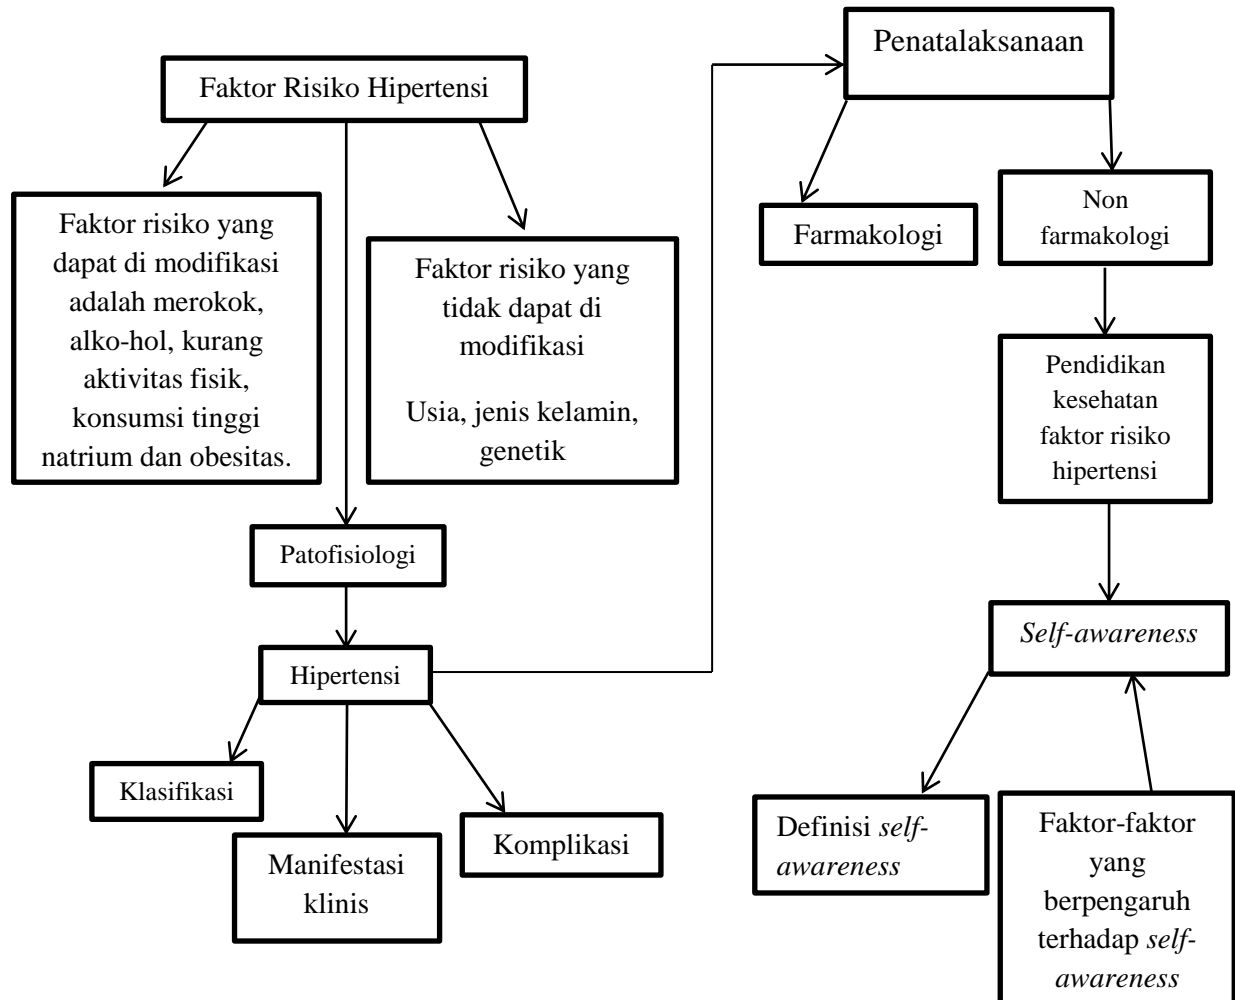 Faktor Risiko Hipertensi
Faktor risiko yang
dapat di modifikasi
adalah merokok,
alko-hol, kurang
aktivitas fisik,
konsumsi tinggi
natrium dan obesitas.
Faktor risiko yang
tidak dapat di
modifikasi
Usia, jenis kelamin,
genetik
Patofisiologi
Hipertensi
Klasifikasi
Manifestasi
klinis
Komplikasi
Penatalaksanaan
Farmakologi
Non
farmakologi
Pendidikan
kesehatan
faktor risiko
hipertensi
Self-awareness
Definisi self-
awareness
Faktor-faktor
yang
berpengaruh
terhadap self-
awareness